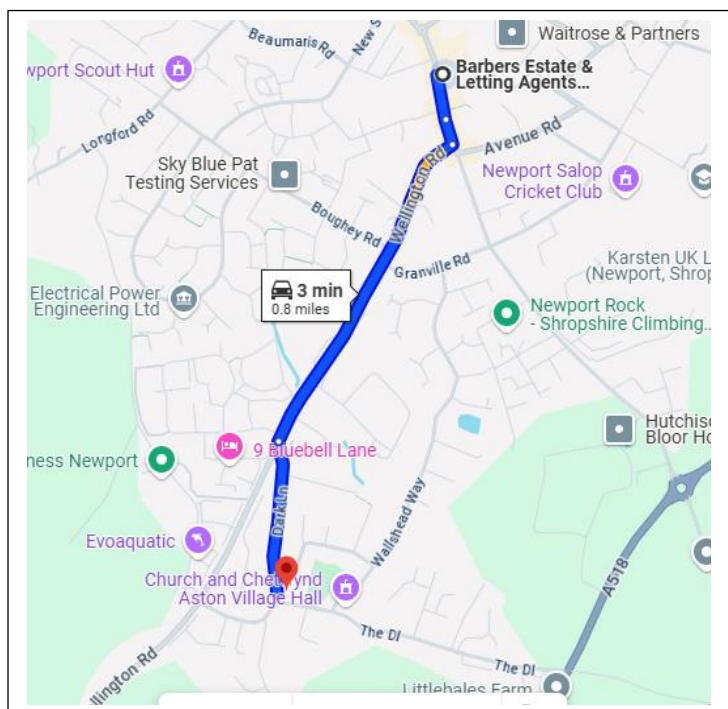 Beaumaris Rd
New S
Waitrose & Partners
wport Scout Hut
Barbers Estate &
Letting Agents...
Longford Rd
Avenue Rd
Sky Blue Pat
Testing Services
Wellington Rd
Newport Salop
Cricket Club
Boughey Rd
Granville Rd
Karsten UK L
(Newport, Shrop
3 min
0.8 miles
Electrical Power
Engineering Ltd
Newport Rock
- Shropshire Climbing...
Hutchiso
Bloor Ho
9 Bluebell Lane
ness Newport
Wallshead Way
Dark Ln
Evoaquatic
A518
Church and Chetwynd
Aston Village Hall
The Dl
The Dl
llington Rd
Littlehales Farm